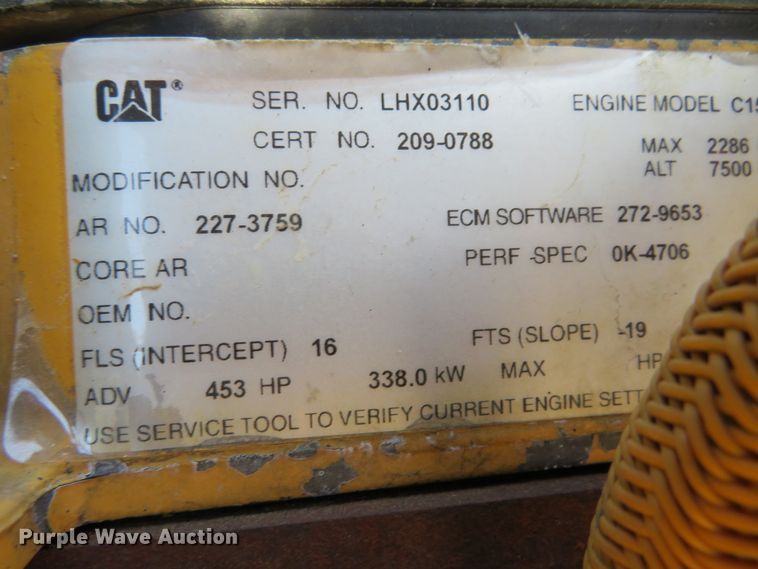 CAT® SER. NO. LHX03110 ENGINE MODEL C15
CERT NO. 209-0788 MAX 2286
MODIFICATION NO. ALT 7500
AR NO. 227-3759 ECM SOFTWARE 272-9653
CORE AR PERF-SPEC 0K-4706
OEM NO.
FLS (INTERCEPT) 16 FTS (SLOPE) -19
ADV 453 HP 338.0 kW MAX HP
USE SERVICE TOOL TO VERIFY CURRENT ENGINE SETT
Purple Wave Auction